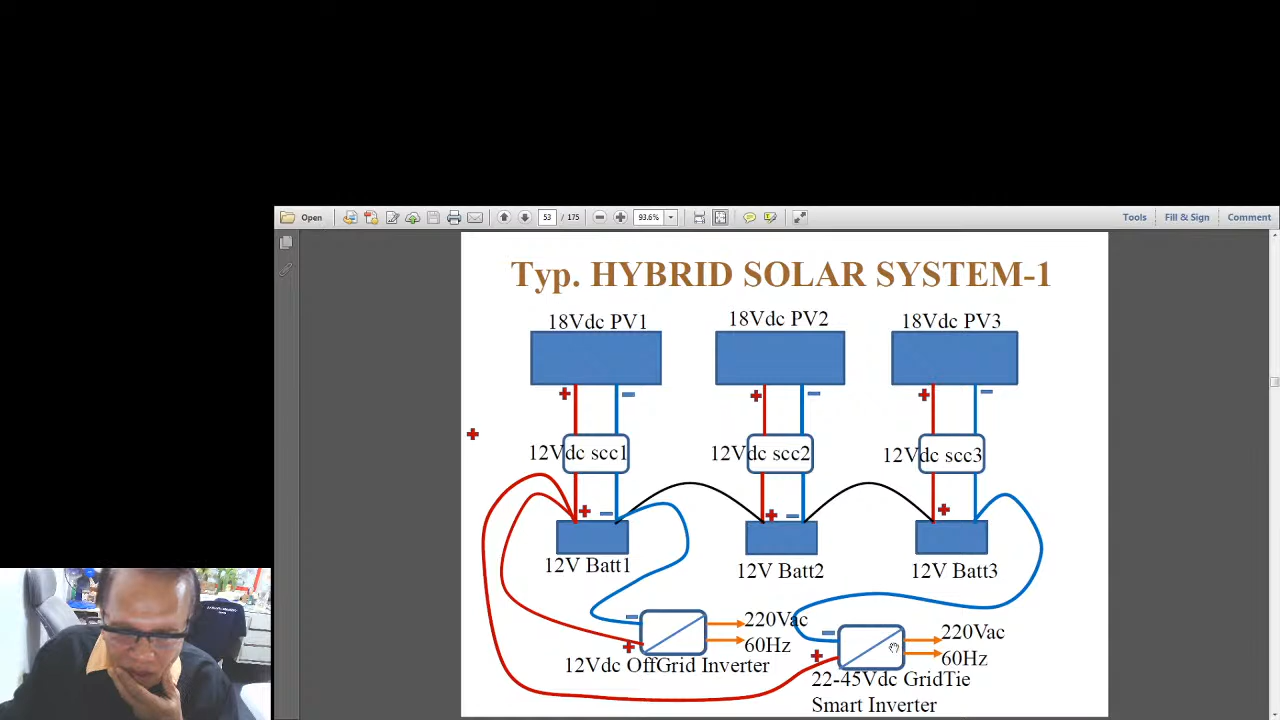 Open
53 / 175
93.6%
Tools
Fill & Sign
Comment
Typ. HYBRID SOLAR SYSTEM-1
18Vdc PV1
18Vdc PV2
18Vdc PV3
+ −
+ −
+ −
+
12Vdc scc1
12Vdc scc2
12Vdc scc3
+ −
+ −
+
12V Batt1
12V Batt2
12V Batt3
−
+
220Vac
60Hz
12Vdc OffGrid Inverter
−
+
220Vac
60Hz
22-45Vdc GridTie
Smart Inverter